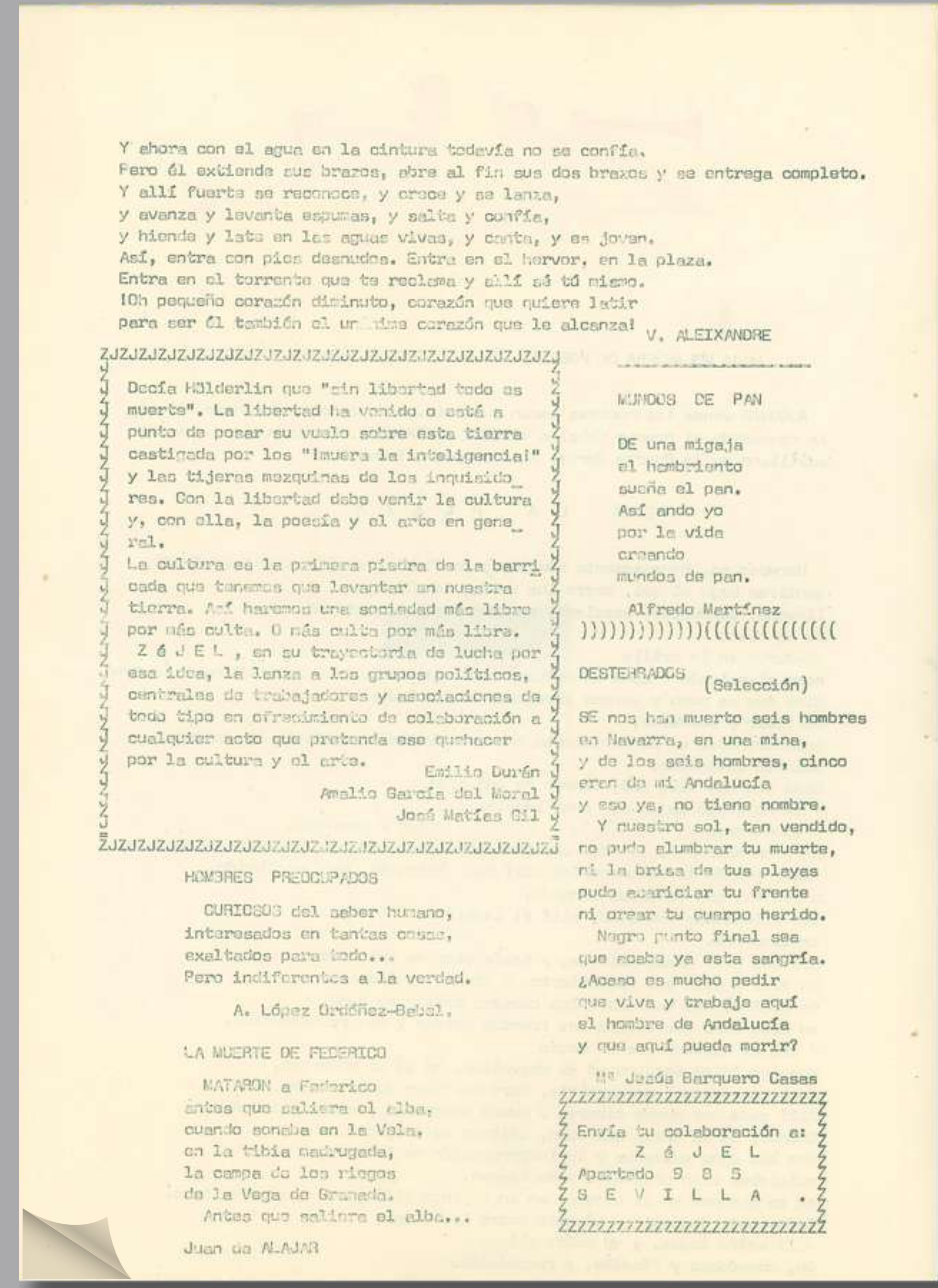 Y ahora con el agua en la cintura todavía no se confía.
Pero él extiende sus brazos, abre al fin sus dos brazos y se entrega completo.
Y allí fuerte se reconoce, y crece y se lanza,
y avanza y levanta espumas, y salta y confía,
y hiende y late en las aguas vivas, y canta, y es joven.
Así, entra con pies desnudos. Entra en el hervor, en la plaza.
Entra en el torrente que te reclama y allí sé tú mismo.
!Oh pequeño corazón diminuto, corazón que quiere latir
para ser él también el unánime corazón que le alcanza!
V. ALEIXANDRE
ZJZJZJZJZJZJZJZJZJZJZJZJZJZJZJZJZJZJZJZJZJZJZJZJZJ
Decía Hölderlin que "sin libertad todo es
muerte". La libertad ha venido o está a
punto de posar su vuelo sobre esta tierra
castigada por los "!muera la inteligencia!"
y las tijeras mezquinas de los inquisido_
res. Con la libertad debe venir la cultura
y, con ella, la poesía y el arte en gene_
ral.
La cultura es la primera piedra de la barri_
cada que tenemos que levantar en nuestra
tierra. Así haremos una sociedad más libre
por más culta. O más culta por más libre.
Z é J E L , en su trayectoria de lucha por
esa idea, la lanza a los grupos políticos,
centrales de trabajadores y asociaciones de
todo tipo en ofrecimiento de colaboración a
cualquier acto que pretenda ese quehacer
por la cultura y el arte.
Emilio Durán
Amalio García del Moral
José Matías Gil
ZJZJZJZJZJZJZJZJZJZJZJZJZJZJZJZJZJZJZJZJZJZJZJZJZJ
HOMBRES PREOCUPADOS
CURIOSOS del saber humano,
interesados en tantas cosas,
exaltados para todo...
Pero indiferentes a la verdad.
A. López Ordóñez-Babel.
LA MUERTE DE FEDERICO
MATARON a Federico
antes que saliera el alba,
cuando sonaba en la Vela,
en la tibia madrugada,
la campa de los riegos
de la Vega de Granada.
Antes que saliera el alba...
Juan de ALAJAR
MUNDOS DE PAN
DE una migaja
el hambriento
sueña el pan.
Así ando yo
por la vida
creando
mundos de pan.
Alfredo Martínez
)))))))))))))((((((((((((((
DESTERRADOS
(Selección)
SE nos han muerto seis hombres
en Navarra, en una mina,
y de los seis hombres, cinco
eran de mi Andalucía
y eso ya, no tiene nombre.
Y nuestro sol, tan vendido,
no pudo alumbrar tu muerte,
ni la brisa de tus playas
pudo acariciar tu frente
ni orear tu cuerpo herido.
Negro punto final sea
que acabe ya esta sangría.
¿Acaso es mucho pedir
que viva y trabaje aquí
el hombre de Andalucía
y que aquí pueda morir?
Mª Jesús Barquero Casas
ZZZZZZZZZZZZZZZZZZZZZZZZZZZZ
Envía tu colaboración a:
Z é J E L
Apartado 9 8 5
S E V I L L A .
ZZZZZZZZZZZZZZZZZZZZZZZZZZZZ